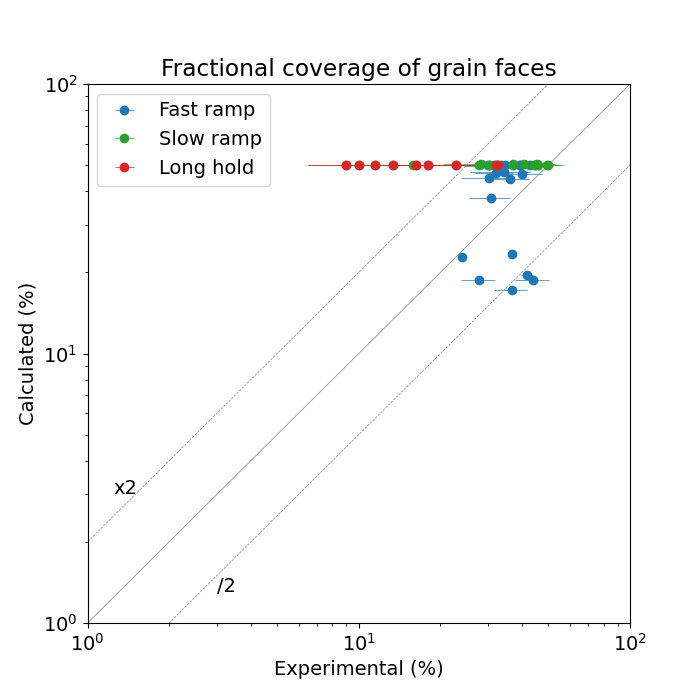 Fractional coverage of grain faces
Fast ramp
Slow ramp
Long hold
x2
/2
Calculated (%)
10²
10¹
10⁰
10⁰ 10¹ 10²
Experimental (%)